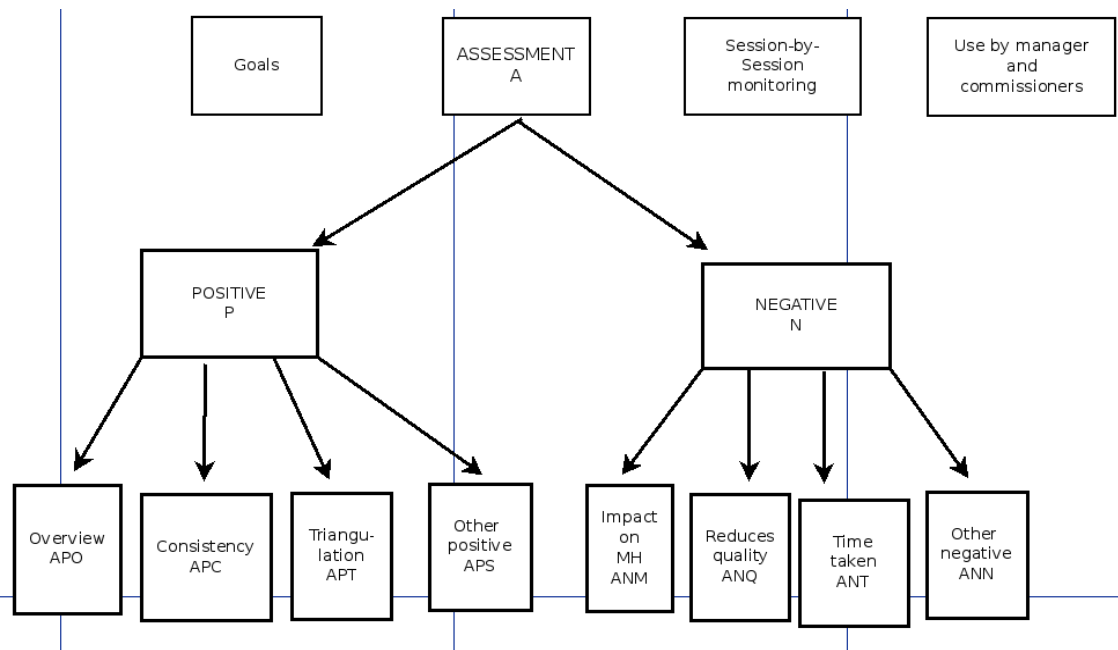 Goals
ASSESSMENT
A
Session-by-
Session
monitoring
Use by manager
and
commissioners
POSITIVE
P
NEGATIVE
N
Overview
APO
Consistency
APC
Triangu-
lation
APT
Other
positive
APS
Impact
on
MH
ANM
Reduces
quality
ANQ
Time
taken
ANT
Other
negative
ANN